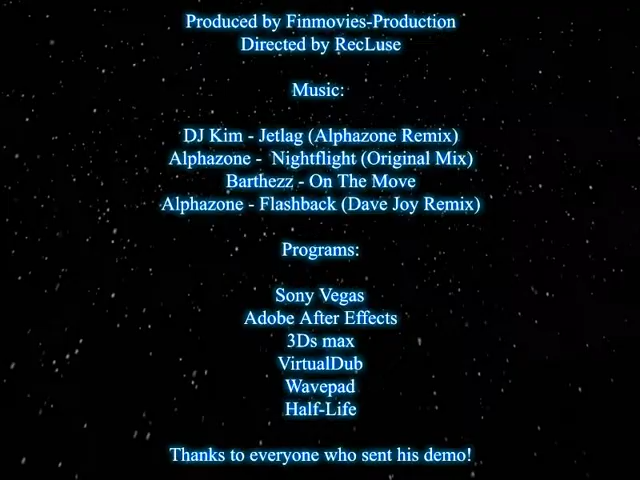 Produced by Finmovies-Production
Directed by RecLuse
Music:
DJ Kim - Jetlag (Alphazone Remix)
Alphazone -  Nightflight (Original Mix)
Barthezz - On The Move
Alphazone - Flashback (Dave Joy Remix)
Programs:
Sony Vegas
Adobe After Effects
3Ds max
VirtualDub
Wavepad
Half-Life
Thanks to everyone who sent his demo!